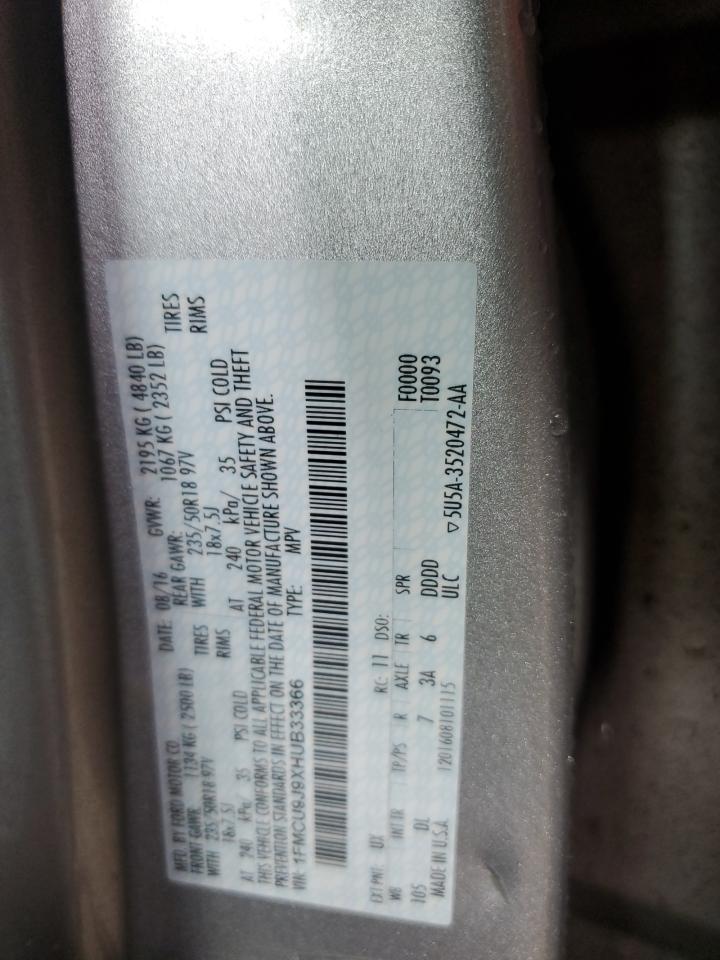 MFD. BY FORD MOTOR CO. DATE: 08/16 GVWR: 2195 KG ( 4840 LB)
FRONT GAWR: 1134 KG ( 2500 LB) REAR GAWR: 1067 KG ( 2352 LB)
WITH 235/50R18 97V TIRES WITH 235/50R18 97V TIRES
18x7.5J RIMS 18x7.5J RIMS
AT 240 kPa/ 35 PSI COLD AT 240 kPa/ 35 PSI COLD
THIS VEHICLE CONFORMS TO ALL APPLICABLE FEDERAL MOTOR VEHICLE SAFETY AND THEFT
PREVENTION STANDARDS IN EFFECT ON THE DATE OF MANUFACTURE SHOWN ABOVE.
VIN: 1FMCU9J9XHUB33366 TYPE: MPV
EXT PNT: UX RC: 11 DSO:
WB INT TR TP/PS R AXLE TR SPR F0000
105 DL 7 3A 6 DDDD T0093
MADE IN U.S.A. 1201608101115 ULC ▽5U5A-3520472-AA